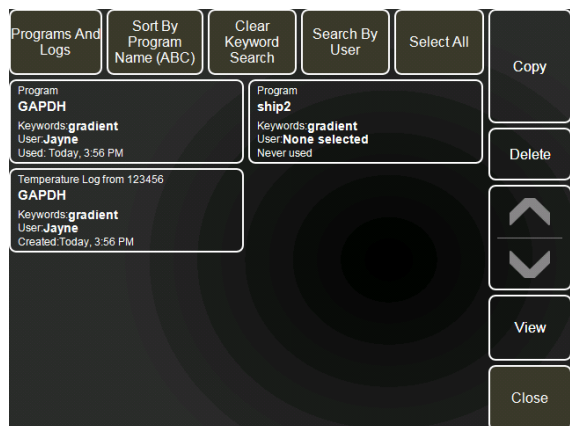 Programs And
Logs
Sort By
Program
Name (ABC)
Clear
Keyword
Search
Search By
User
Select All
Copy
Program
GAPDH
Keywords:gradient
User:Jayne
Used: Today, 3:56 PM
Program
ship2
Keywords:gradient
User:None selected
Never used
Delete
Temperature Log from 123456
GAPDH
Keywords:gradient
User:Jayne
Created:Today, 3:56 PM
View
Close